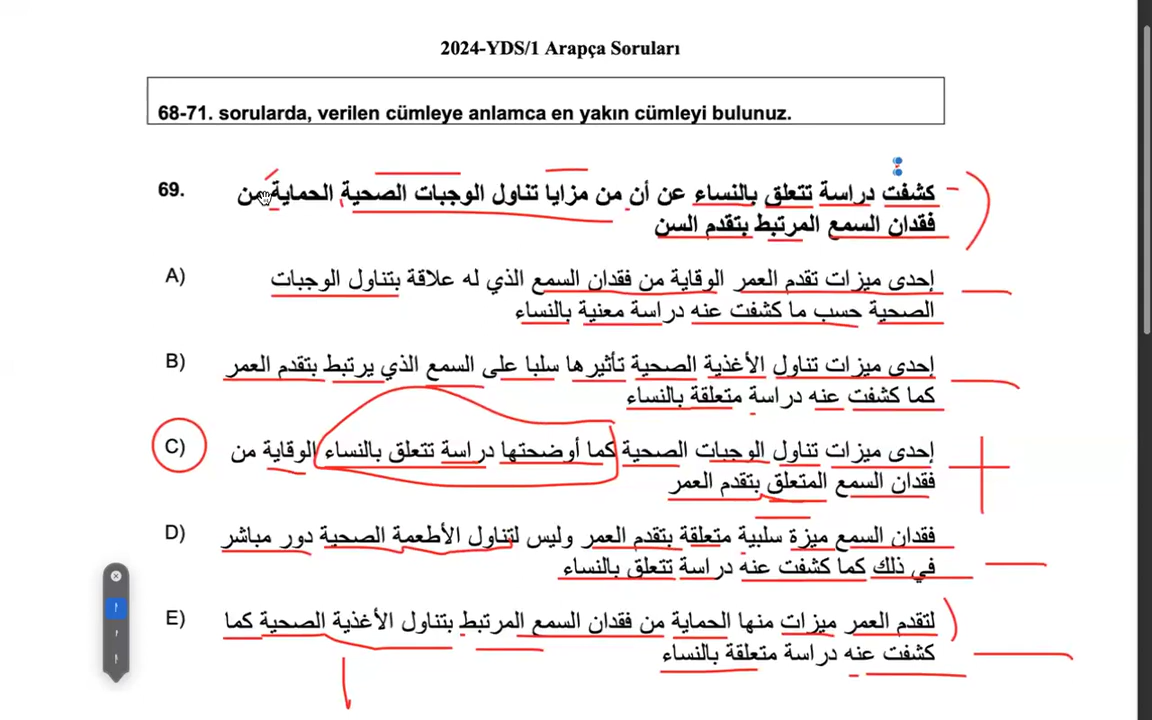 2024-YDS/1 Arapça Soruları
68-71. sorularda, verilen cümleye anlamca en yakın cümleyi bulunuz.
69. كشفت دراسة تتعلق بالنساء عن أن من مزايا تناول الوجبات الصحية الحماية من
فقدان السمع المرتبط بتقدم السن
A) إحدى ميزات تقدم العمر الوقاية من فقدان السمع الذي له علاقة بتناول الوجبات
الصحية حسب ما كشفت عنه دراسة معنية بالنساء
B) إحدى ميزات تناول الأغذية الصحية تأثيرها سلبا على السمع الذي يرتبط بتقدم العمر
كما كشفت عنه دراسة متعلقة بالنساء
C) إحدى ميزات تناول الوجبات الصحية كما أوضحتها دراسة تتعلق بالنساء الوقاية من
فقدان السمع المتعلق بتقدم العمر
D) فقدان السمع ميزة سلبية متعلقة بتقدم العمر وليس لتناول الأطعمة الصحية دور مباشر
في ذلك كما كشفت عنه دراسة تتعلق بالنساء
E) لتقدم العمر ميزات منها الحماية من فقدان السمع المرتبط بتناول الأغذية الصحية كما
كشفت عنه دراسة متعلقة بالنساء